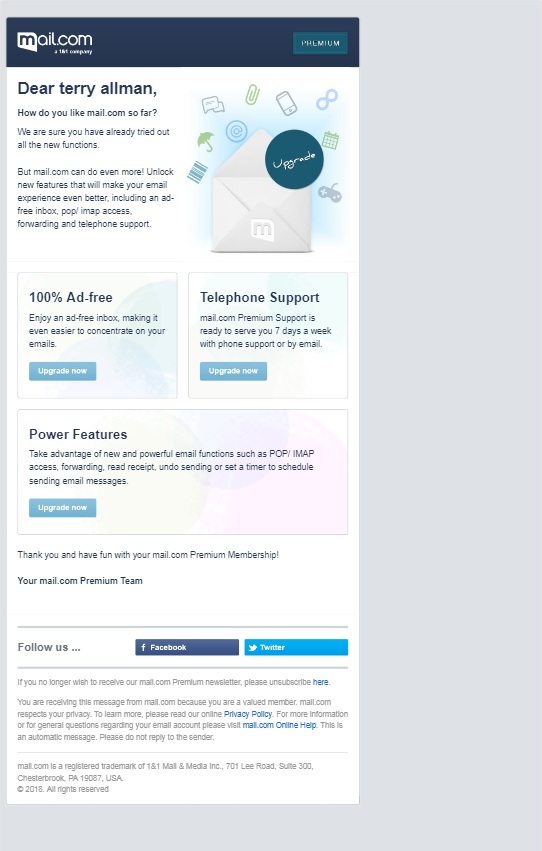 mail.com
a 1&1 company
PREMIUM
Dear terry allman,
How do you like mail.com so far?
We are sure you have already tried out
all the new functions.
But mail.com can do even more! Unlock
new features that will make your email
experience even better, including an ad-
free inbox, pop/ imap access,
forwarding and telephone support.
Upgrade
100% Ad-free
Enjoy an ad-free inbox, making it
even easier to concentrate on your
emails.
Upgrade now
Telephone Support
mail.com Premium Support is
ready to serve you 7 days a week
with phone support or by email.
Upgrade now
Power Features
Take advantage of new and powerful email functions such as POP/ IMAP
access, forwarding, read receipt, undo sending or set a timer to schedule
sending email messages.
Upgrade now
Thank you and have fun with your mail.com Premium Membership!
Your mail.com Premium Team
Follow us ...
Facebook
Twitter
If you no longer wish to receive our mail.com Premium newsletter, please unsubscribe here.
You are receiving this message from mail.com because you are a valued member. mail.com
respects your privacy. To learn more, please read our online Privacy Policy. For more information
or for general questions regarding your email account please visit mail.com Online Help. This is
an automatic message. Please do not reply to the sender.
mail.com is a registered trademark of 1&1 Mail & Media Inc., 701 Lee Road, Suite 300,
Chesterbrook, PA 19087, USA.
© 2018. All rights reserved